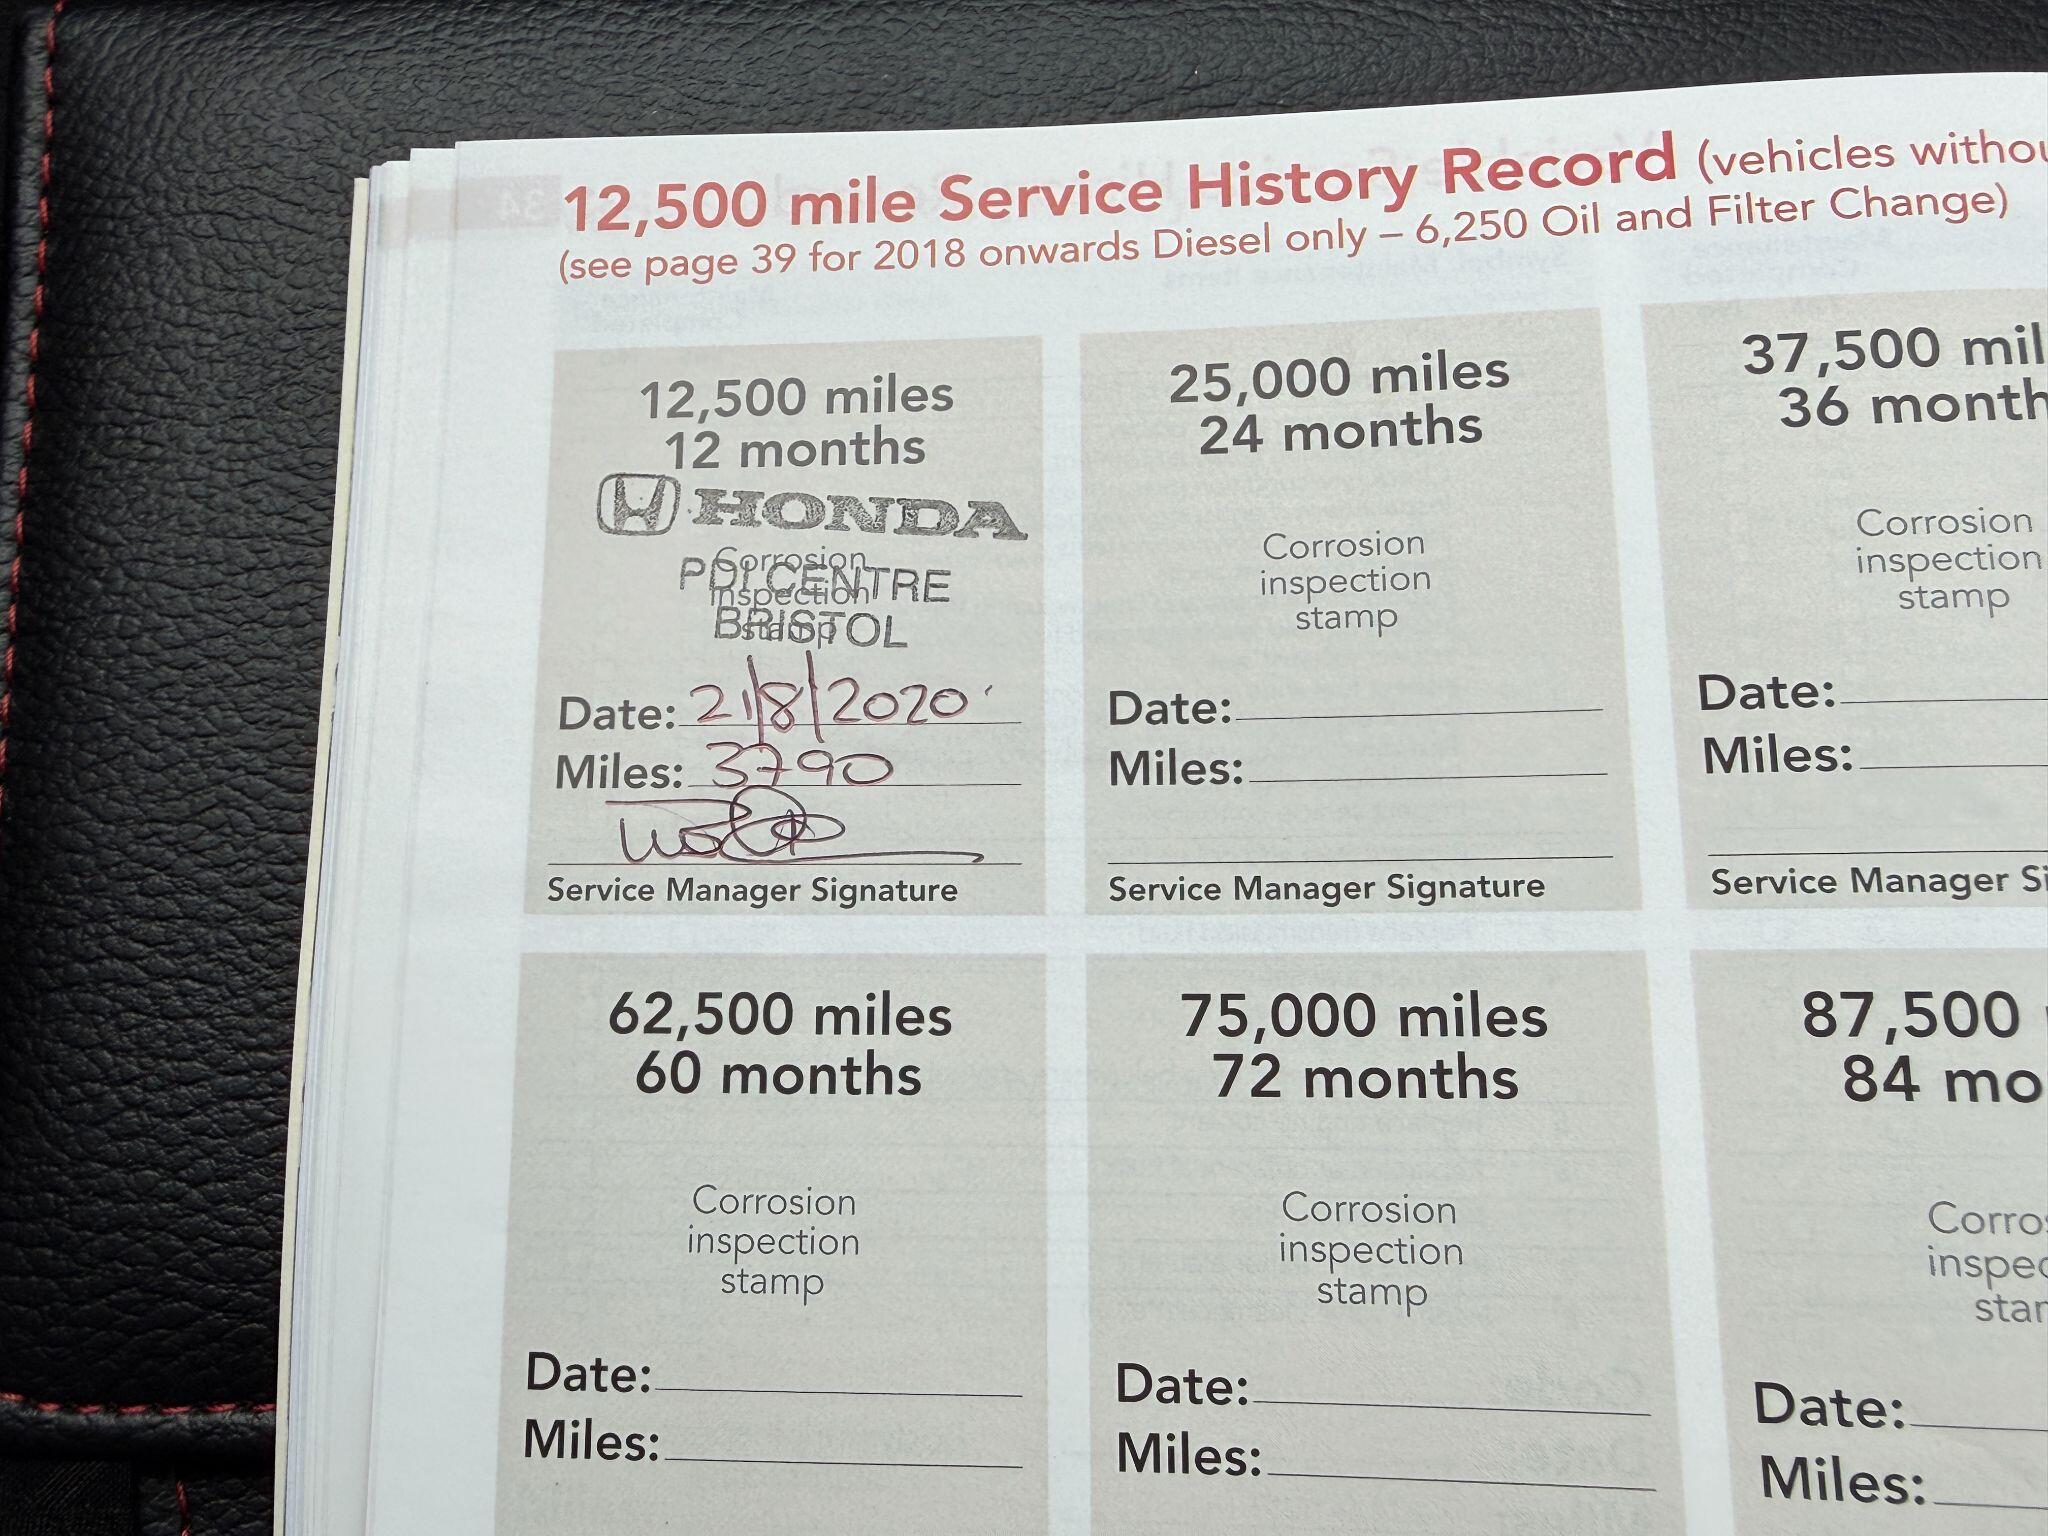 12,500 mile Service History Record (vehicles withou
(see page 39 for 2018 onwards Diesel only – 6,250 Oil and Filter Change)
12,500 miles
12 months
HONDA
Corrosion
PDI CENTRE
inspection
BRISTOL
stamp
Date: 21/8/2020
Miles: 3790
Service Manager Signature
25,000 miles
24 months
Corrosion
inspection
stamp
Date:
Miles:
Service Manager Signature
37,500 mil
36 month
Corrosion
inspection
stamp
Date:
Miles:
Service Manager Si
62,500 miles
60 months
Corrosion
inspection
stamp
Date:
Miles:
75,000 miles
72 months
Corrosion
inspection
stamp
Date:
Miles:
87,500
84 mo
Corros
inspec
star
Date:
Miles: